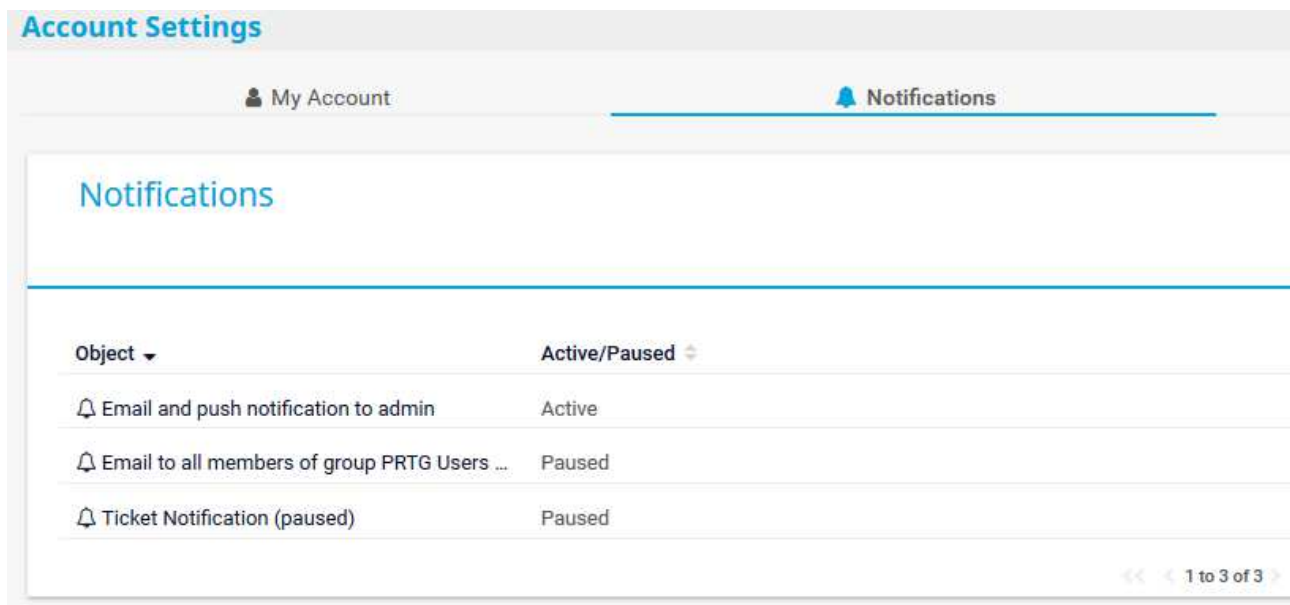 Account Settings
My Account Notifications
Notifications
Object Active/Paused
Email and push notification to admin Active
Email to all members of group PRTG Users ... Paused
Ticket Notification (paused) Paused
<< < 1 to 3 of 3 >